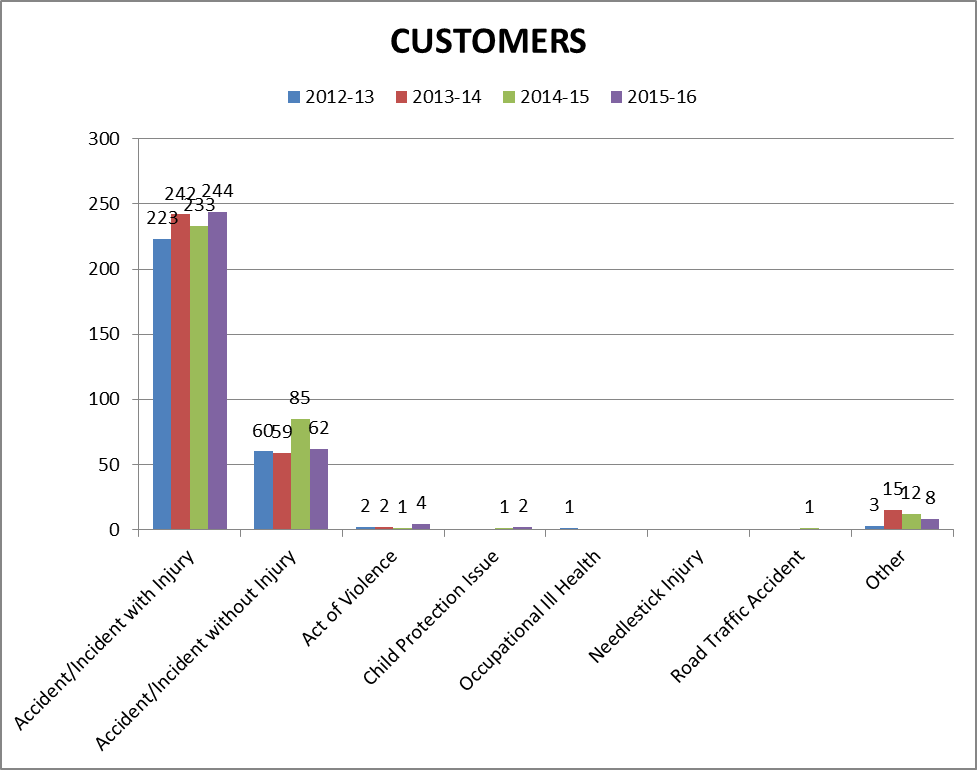 CUSTOMERS
2012-13 2013-14 2014-15 2015-16
300
250
200
150
100
50
0
223 242 233 244
60 59 85 62
2 2 1 4
1 2
1
1
3 15 12 8
Accident/Incident with Injury
Accident/Incident without Injury
Act of Violence
Child Protection Issue
Occupational Ill Health
Needlestick Injury
Road Traffic Accident
Other